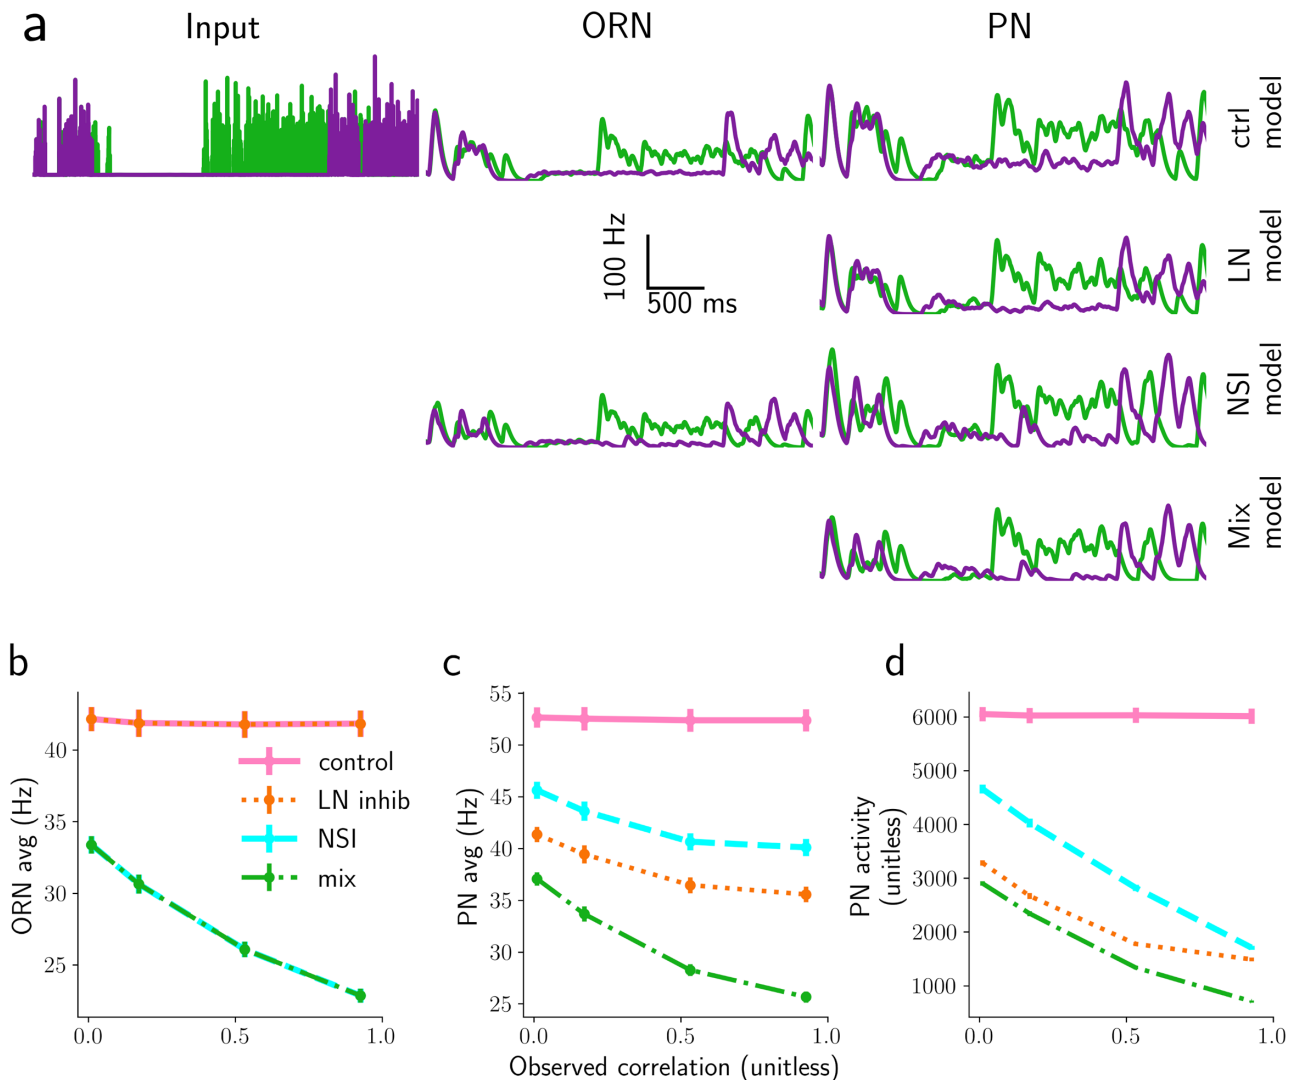 a
Input
ORN
PN
ctrl
model
LN
model
NSI
model
Mix
model
100 Hz
500 ms
b
c
d
ORN avg (Hz)
40
35
30
25
0.0
0.5
1.0
control
LN inhib
NSI
mix
PN avg (Hz)
55
50
45
40
35
30
25
0.0
0.5
1.0
Observed correlation (unitless)
PN activity
(unitless)
6000
5000
4000
3000
2000
1000
0.0
0.5
1.0